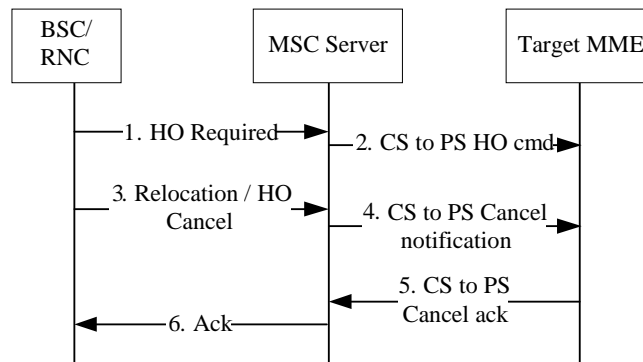 BSC/
RNC
MSC Server
Target MME
1. HO Required
2. CS to PS HO cmd
3. Relocation / HO
Cancel
4. CS to PS Cancel
notification
5. CS to PS
Cancel ack
6. Ack